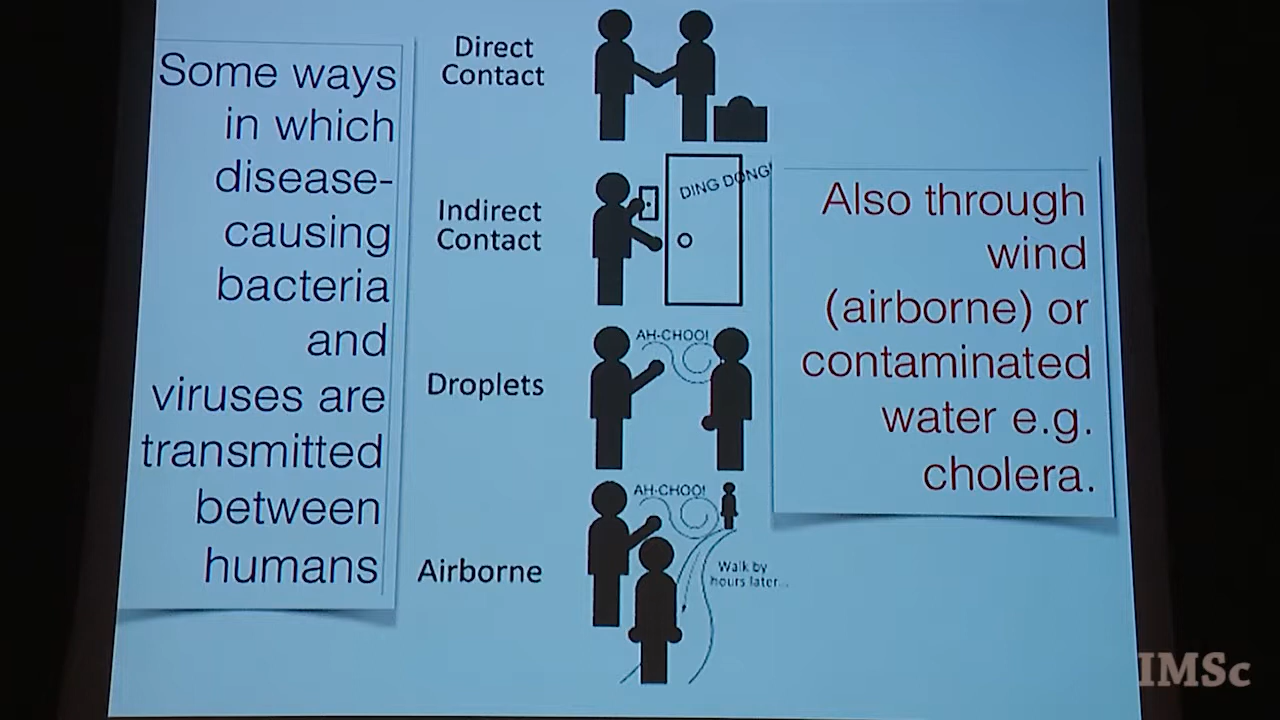 Some ways
in which
disease-
causing
bacteria
and
viruses are
transmitted
between
humans
Direct
Contact
Indirect
Contact
DING DONG!
Droplets
AH-CHOO!
Airborne
AH-CHOO!
Walk by
hours later...
Also through
wind
(airborne) or
contaminated
water e.g.
cholera.
IMSc